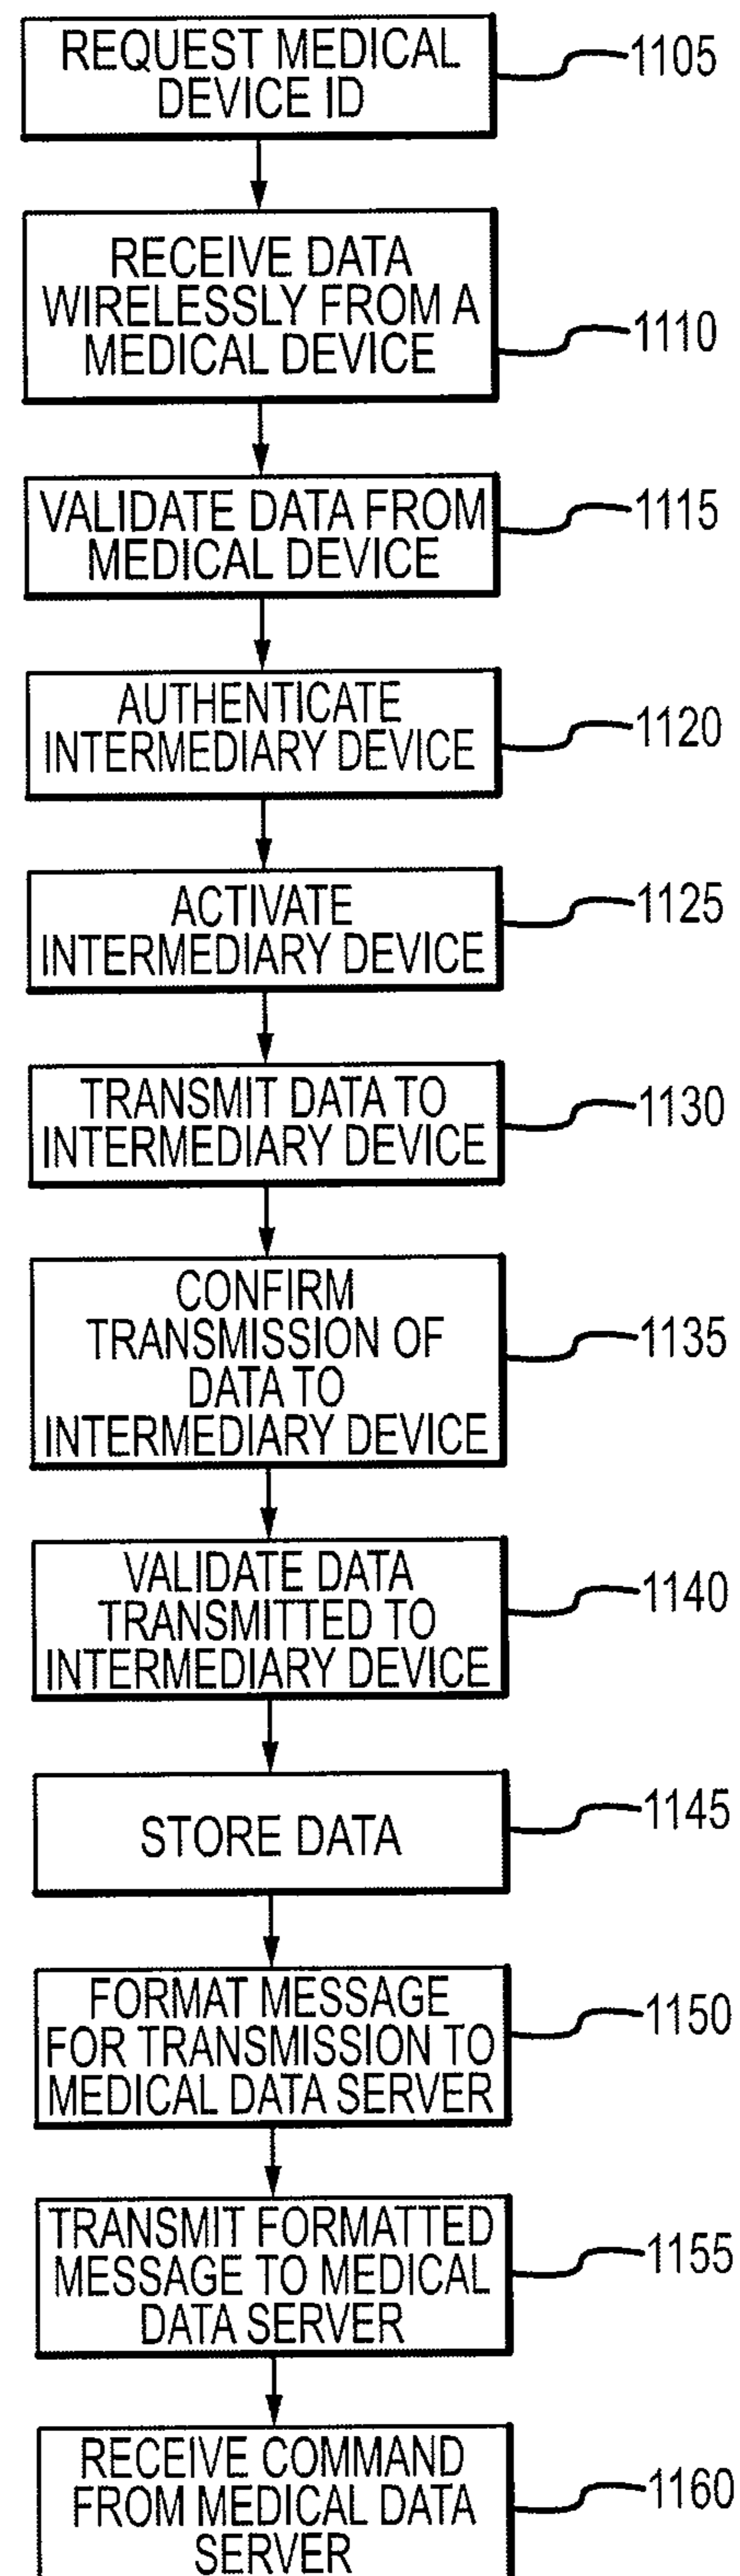 REQUEST MEDICAL
DEVICE ID
1105
RECEIVE DATA
WIRELESSLY FROM A
MEDICAL DEVICE
1110
VALIDATE DATA FROM
MEDICAL DEVICE
1115
AUTHENTICATE
INTERMEDIARY DEVICE
1120
ACTIVATE
INTERMEDIARY DEVICE
1125
TRANSMIT DATA TO
INTERMEDIARY DEVICE
1130
CONFIRM
TRANSMISSION OF
DATA TO
INTERMEDIARY DEVICE
1135
VALIDATE DATA
TRANSMITTED TO
INTERMEDIARY DEVICE
1140
STORE DATA
1145
FORMAT MESSAGE
FOR TRANSMISSION TO
MEDICAL DATA SERVER
1150
TRANSMIT FORMATTED
MESSAGE TO MEDICAL
DATA SERVER
1155
RECEIVE COMMAND
FROM MEDICAL DATA
SERVER
1160